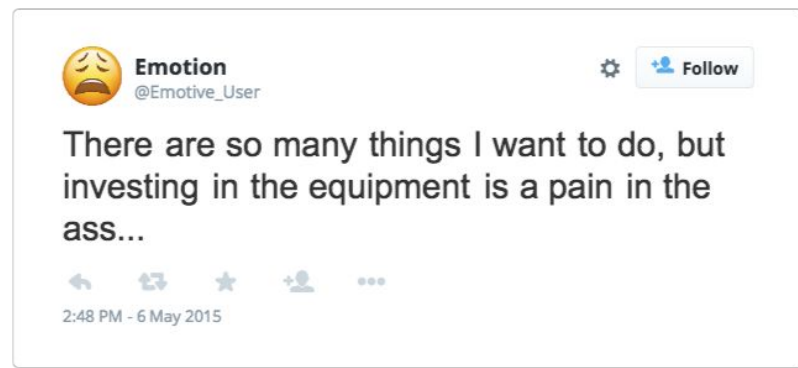 Emotion
@Emotive_User
Follow
There are so many things I want to do, but
investing in the equipment is a pain in the
ass...
2:48 PM - 6 May 2015